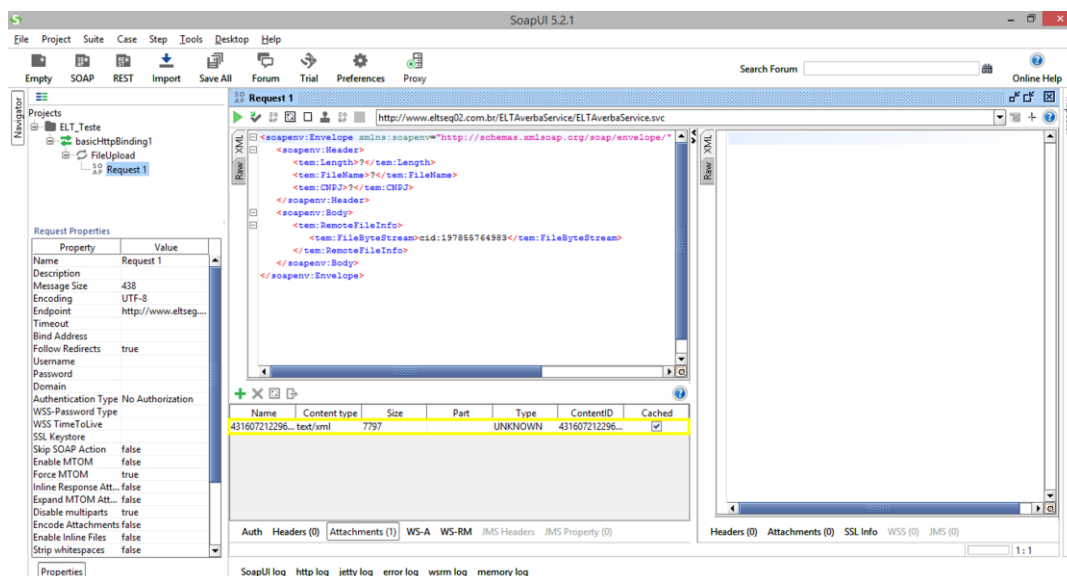 SoapUI 5.2.1
File Project Suite Case Step Tools Desktop Help
Empty SOAP REST Import Save All Forum Trial Preferences Proxy
Search Forum
Online Help
Navigator
Projects
ELT_Teste
basicHttpBinding1
FileUpload
Request 1
Request Properties
Property Value
Name Request 1
Description
Message Size 438
Encoding UTF-8
Endpoint http://www.eltseg....
Timeout
Bind Address
Follow Redirects true
Username
Password
Domain
Authentication Type No Authorization
WSS-Password Type
WSS TimeToLive
SSL Keystore
Skip SOAP Action false
Enable MTOM false
Force MTOM true
Inline Response Att... false
Expand MTOM Att... false
Disable multiparts true
Encode Attachments false
Enable Inline Files false
Strip whitespaces false
Properties
Request 1
http://www.eltseq02.com.br/ELTAverbaService/ELTAverbaService.svc
XML
Raw
<soapenv:Envelope xmlns:soapenv="http://schemas.xmlsoap.org/soap/envelope/"
<soapenv:Header>
<tem:Length>?</tem:Length>
<tem:FileName>?</tem:FileName>
<tem:CNPJ>?</tem:CNPJ>
</soapenv:Header>
<soapenv:Body>
<tem:RemoteFileInfo>
<tem:FileByteStream>cid:197855764983</tem:FileByteStream>
</tem:RemoteFileInfo>
</soapenv:Body>
</soapenv:Envelope>
Name Content type Size Part Type ContentID Cached
431607212296... text/xml 7797 UNKNOWN 431607212296...
Auth Headers (0) Attachments (1) WS-A WS-RM JMS Headers JMS Property (0)
XML
Raw
Headers (0) Attachments (0) SSL Info WSS (0) JMS (0)
1 : 1
SoapUI log http log jetty log error log wsrm log memory log